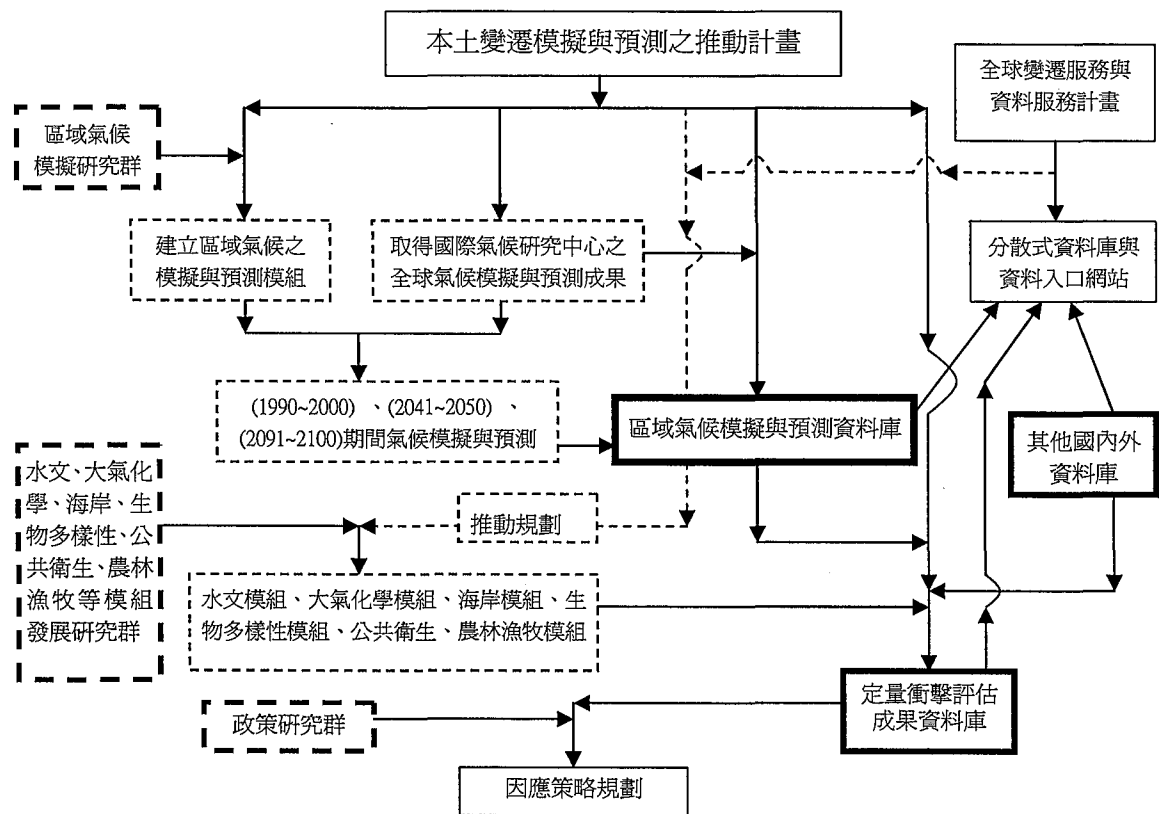 本土變遷模擬與預測之推動計畫
全球變遷服務與
資料服務計畫
區域氣候
模擬研究群
建立區域氣候之
模擬與預測模組
取得國際氣候研究中心之
全球氣候模擬與預測成果
分散式資料庫與
資料入口網站
(1990~2000)、(2041~2050)、
(2091~2100)期間氣候模擬與預測
區域氣候模擬與預測資料庫
其他國內外
資料庫
水文、大氣化
學、海岸、生
物多樣性、公
共衛生、農林
漁牧等模組
發展研究群
推動規劃
水文模組、大氣化學模組、海岸模組、生
物多樣性模組、公共衛生、農林漁牧模組
定量衝擊評估
成果資料庫
政策研究群
因應策略規劃